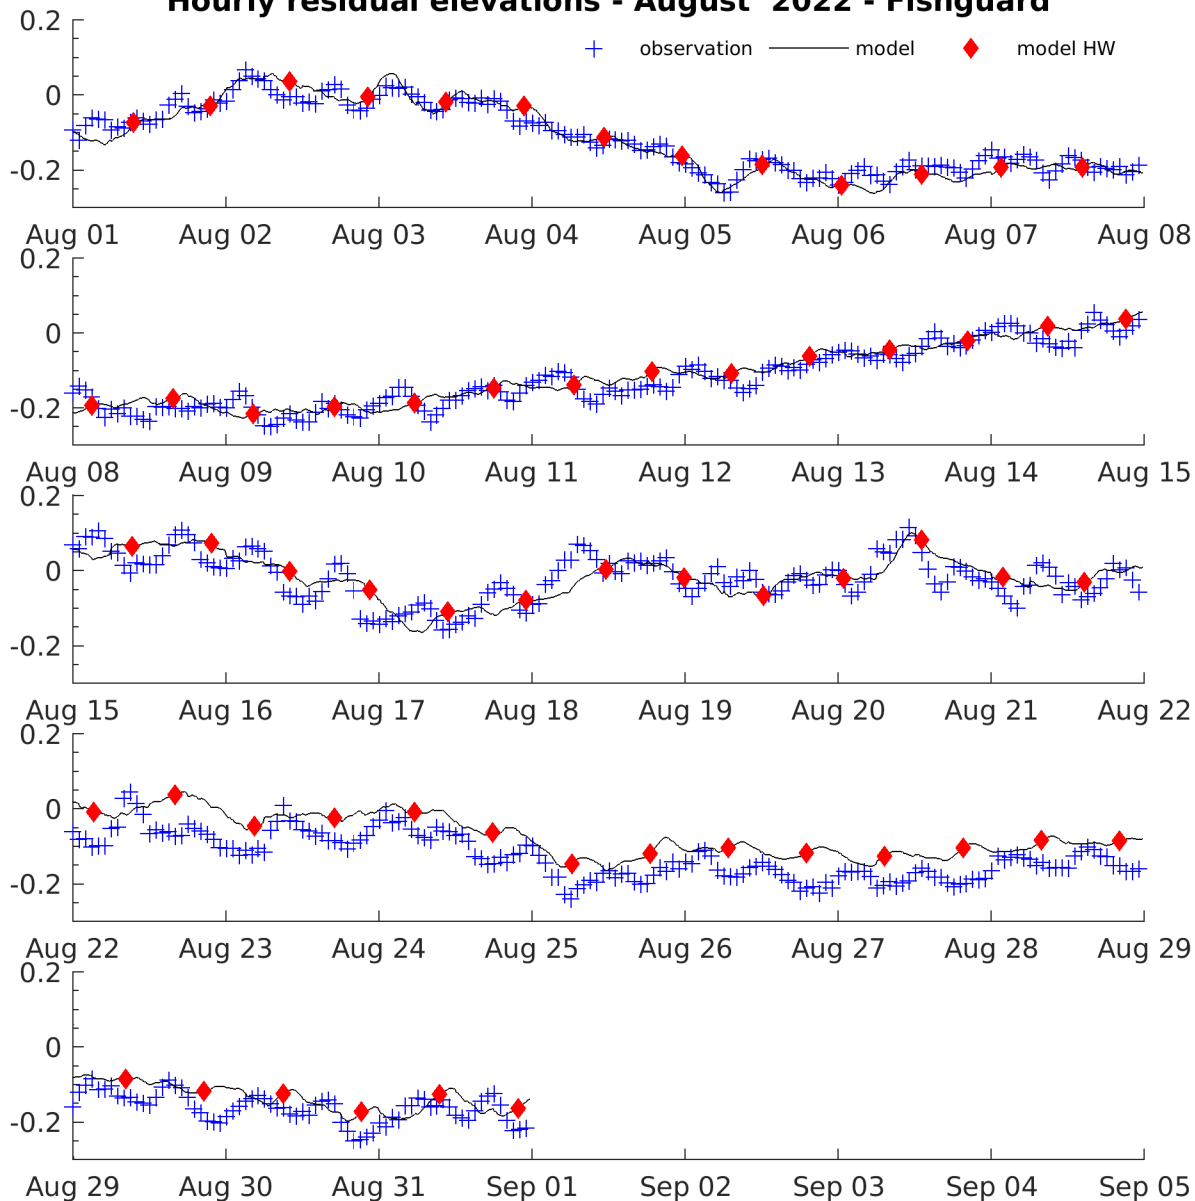 Hourly residual elevations - August 2022 - Fishguard
0.2
observation model model HW
0
-0.2
Aug 01 Aug 02 Aug 03 Aug 04 Aug 05 Aug 06 Aug 07 Aug 08
0.2
0
-0.2
Aug 08 Aug 09 Aug 10 Aug 11 Aug 12 Aug 13 Aug 14 Aug 15
0.2
0
-0.2
Aug 15 Aug 16 Aug 17 Aug 18 Aug 19 Aug 20 Aug 21 Aug 22
0.2
0
-0.2
Aug 22 Aug 23 Aug 24 Aug 25 Aug 26 Aug 27 Aug 28 Aug 29
0.2
0
-0.2
Aug 29 Aug 30 Aug 31 Sep 01 Sep 02 Sep 03 Sep 04 Sep 05